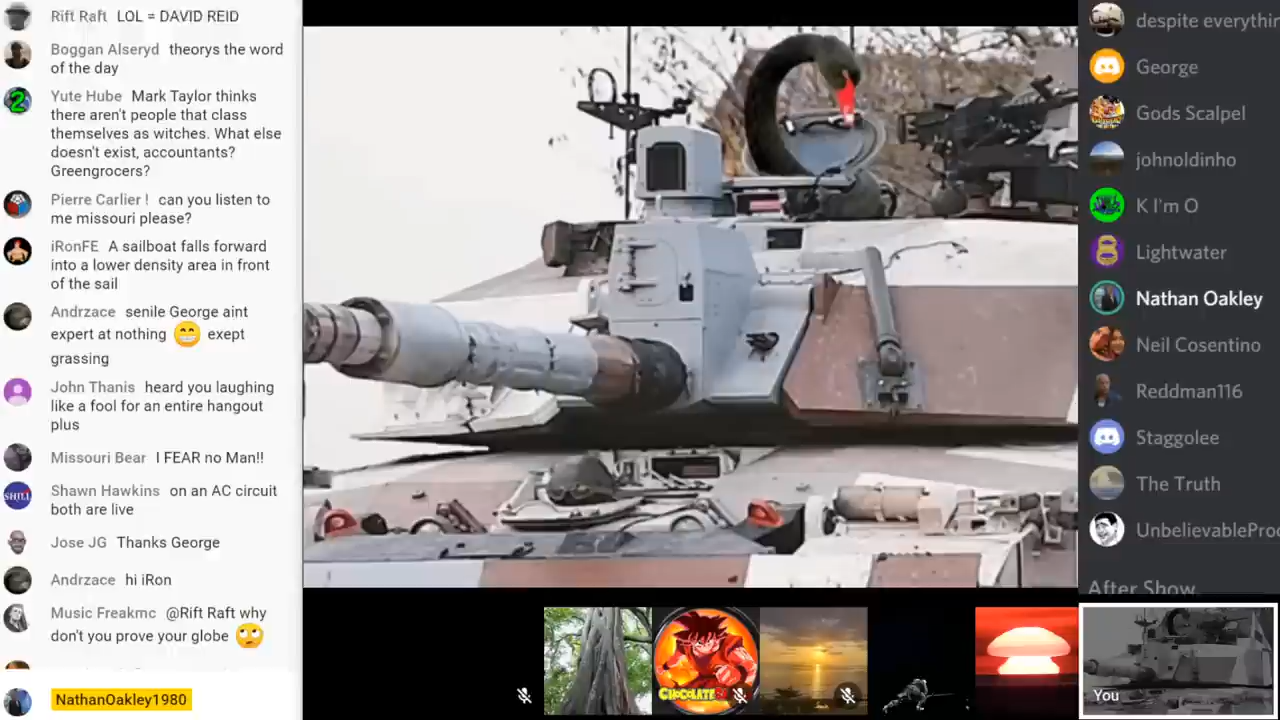 Rift Raft LOL = DAVID REID
Boggan Alseryd theorys the word
of the day
Yute Hube Mark Taylor thinks
there aren't people that class
themselves as witches. What else
doesn't exist, accountants?
Greengrocers?
Pierre Carlier ! can you listen to
me missouri please?
iRonFE A sailboat falls forward
into a lower density area in front
of the sail
Andrzace senile George aint
expert at nothing 😁 exept
grassing
John Thanis heard you laughing
like a fool for an entire hangout
plus
Missouri Bear I FEAR no Man!!
SHILL
Shawn Hawkins on an AC circuit
both are live
Jose JG Thanks George
Andrzace hi iRon
Music Freakmc @Rift Raft why
don't you prove your globe 🙄
NathanOakley1980
2
CHOCOLATE
You
despite everythin
George
Gods Scalpel
johnoldinho
K I'm O
Lightwater
Nathan Oakley
Neil Cosentino
Reddman116
Staggolee
The Truth
UnbelievableProd
After Show